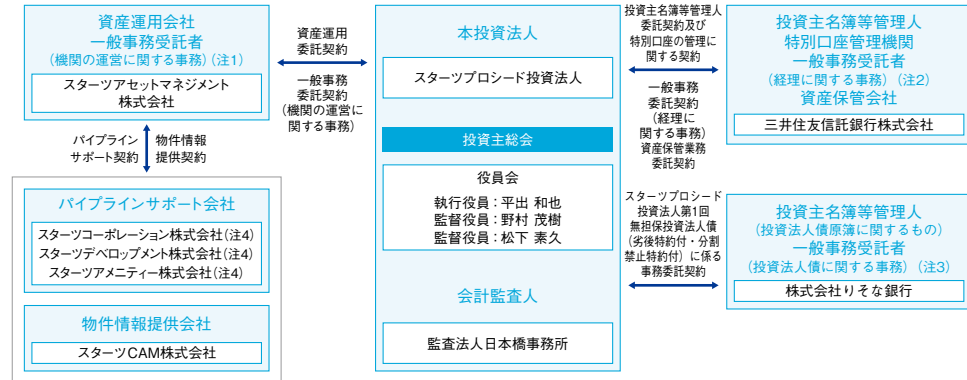 資産運用会社
一般事務受託者
(機関の運営に関する事務)(注1)
スターツアセットマネジメント
株式会社
資産運用
委託契約
一般事務
委託契約
(機関の運営に
関する事務)
パイプライン
サポート契約
物件情報
提供契約
パイプラインサポート会社
スターツコーポレーション株式会社(注4)
スターツデベロップメント株式会社(注4)
スターツアメニティー株式会社(注4)
物件情報提供会社
スターツCAM株式会社
本投資法人
スターツプロシード投資法人
投資主総会
役員会
執行役員:平出 和也
監督役員:野村 茂樹
監督役員:松下 素久
会計監査人
監査法人日本橋事務所
投資主名簿等管理人
委託契約及び
特別口座の管理に
関する契約
一般事務
委託契約
(経理に
関する事務)
資産保管業務
委託契約
スターツプロシード
投資法人第1回
無担保投資法人債
(劣後特約付・分割
禁止特約付)に係る
事務委託契約
投資主名簿等管理人
特別口座管理機関
一般事務受託者
(経理に関する事務)(注2)
資産保管会社
三井住友信託銀行株式会社
投資主名簿等管理人
(投資法人債原簿に関するもの)
一般事務受託者
(投資法人債に関する事務)(注3)
株式会社りそな銀行